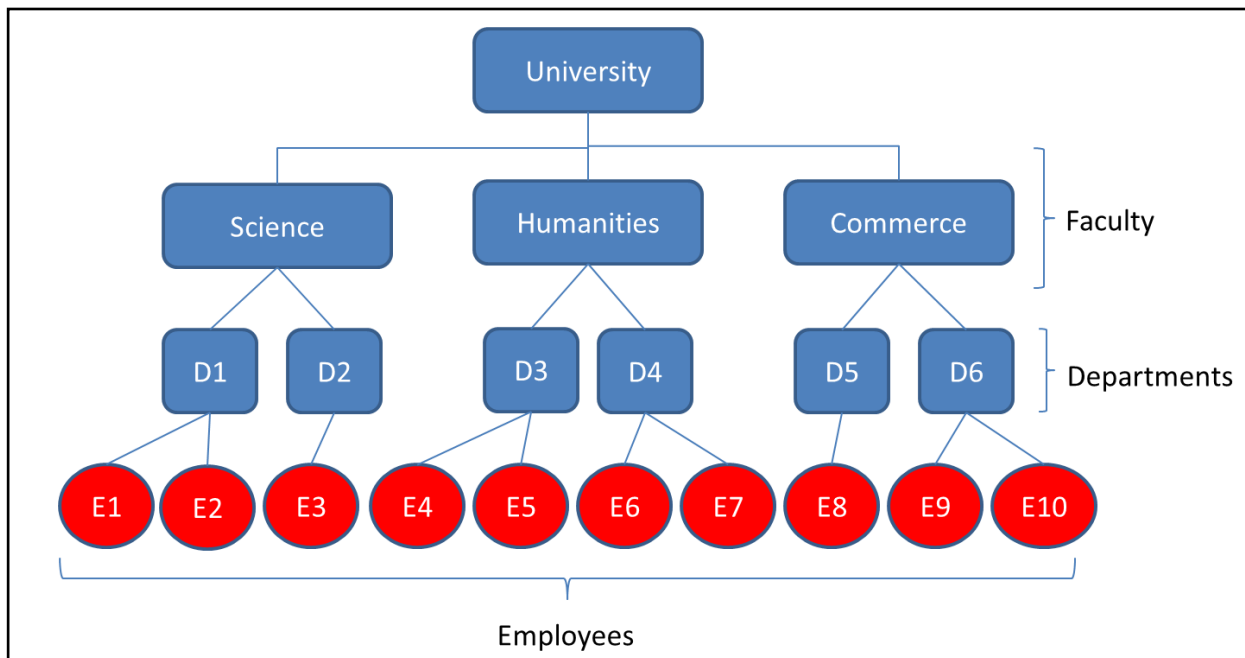 University
Science
Humanities
Commerce
Faculty
D1
D2
D3
D4
D5
D6
Departments
E1
E2
E3
E4
E5
E6
E7
E8
E9
E10
Employees